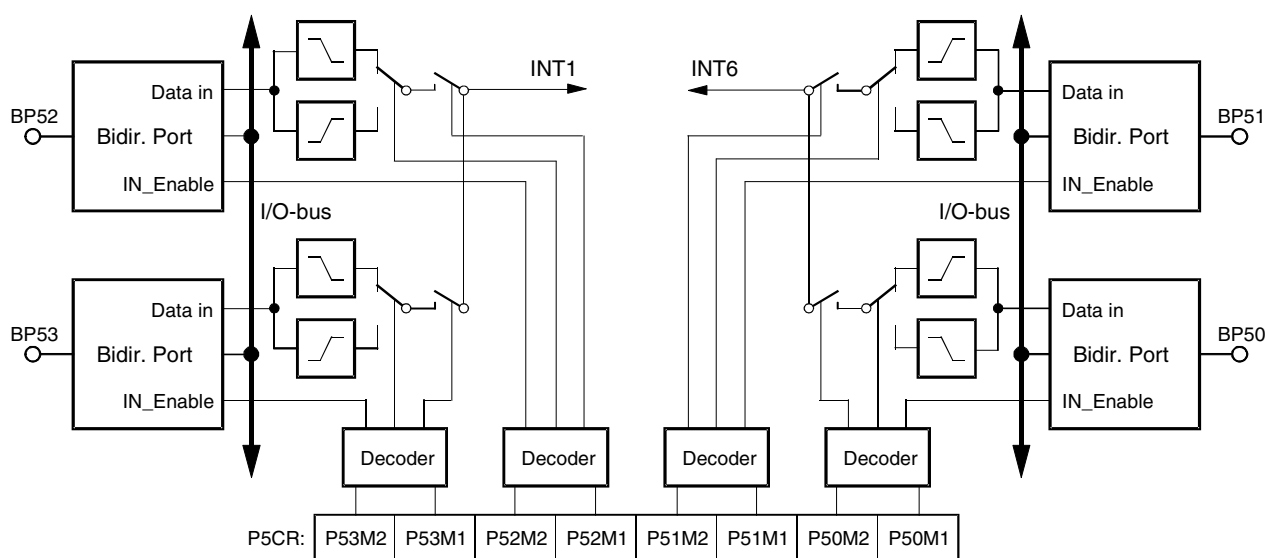 INT1
INT6
Data in
Data in
BP52
BP51
Bidir. Port
Bidir. Port
IN_Enable
IN_Enable
I/O-bus
I/O-bus
Data in
Data in
BP53
BP50
Bidir. Port
Bidir. Port
IN_Enable
IN_Enable
Decoder
Decoder
Decoder
Decoder
P5CR: P53M2 P53M1 P52M2 P52M1 P51M2 P51M1 P50M2 P50M1